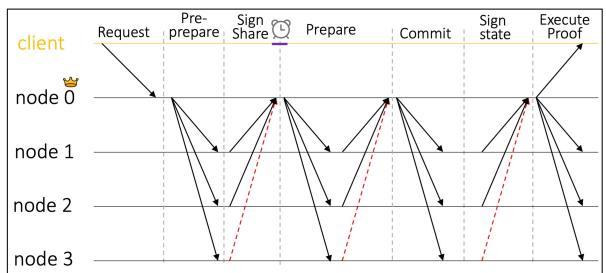 client
Request
Pre-
prepare
Sign
Share
Prepare
Commit
Sign
state
Execute
Proof
node 0
node 1
node 2
node 3